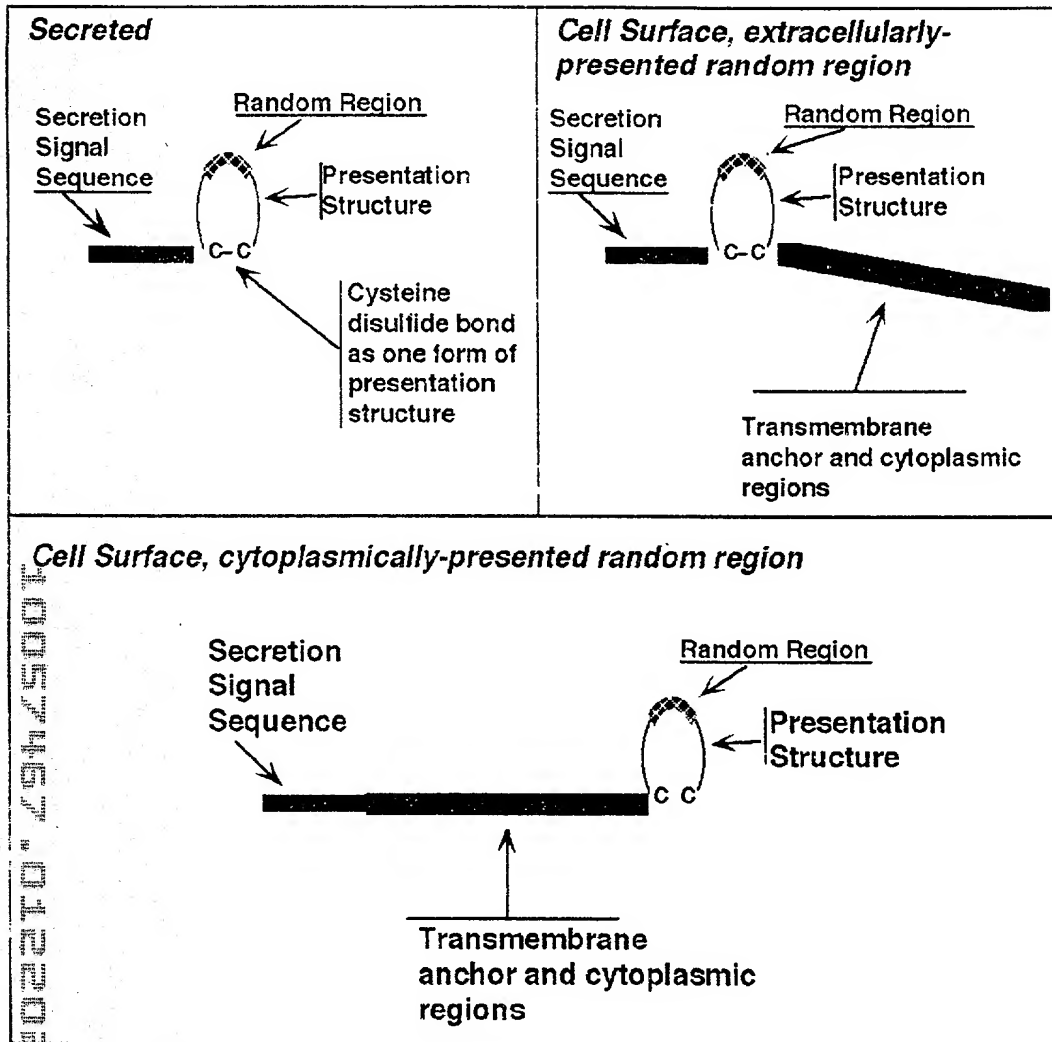 Secreted
Secretion
Signal
Sequence
Random Region
Presentation
Structure
C–C
Cysteine
disulfide bond
as one form of
presentation
structure
Cell Surface, extracellularly-
presented random region
Secretion
Signal
Sequence
Random Region
Presentation
Structure
C–C
Transmembrane
anchor and cytoplasmic
regions
Cell Surface, cytoplasmically-presented random region
Secretion
Signal
Sequence
Random Region
Presentation
Structure
C C
Transmembrane
anchor and cytoplasmic
regions